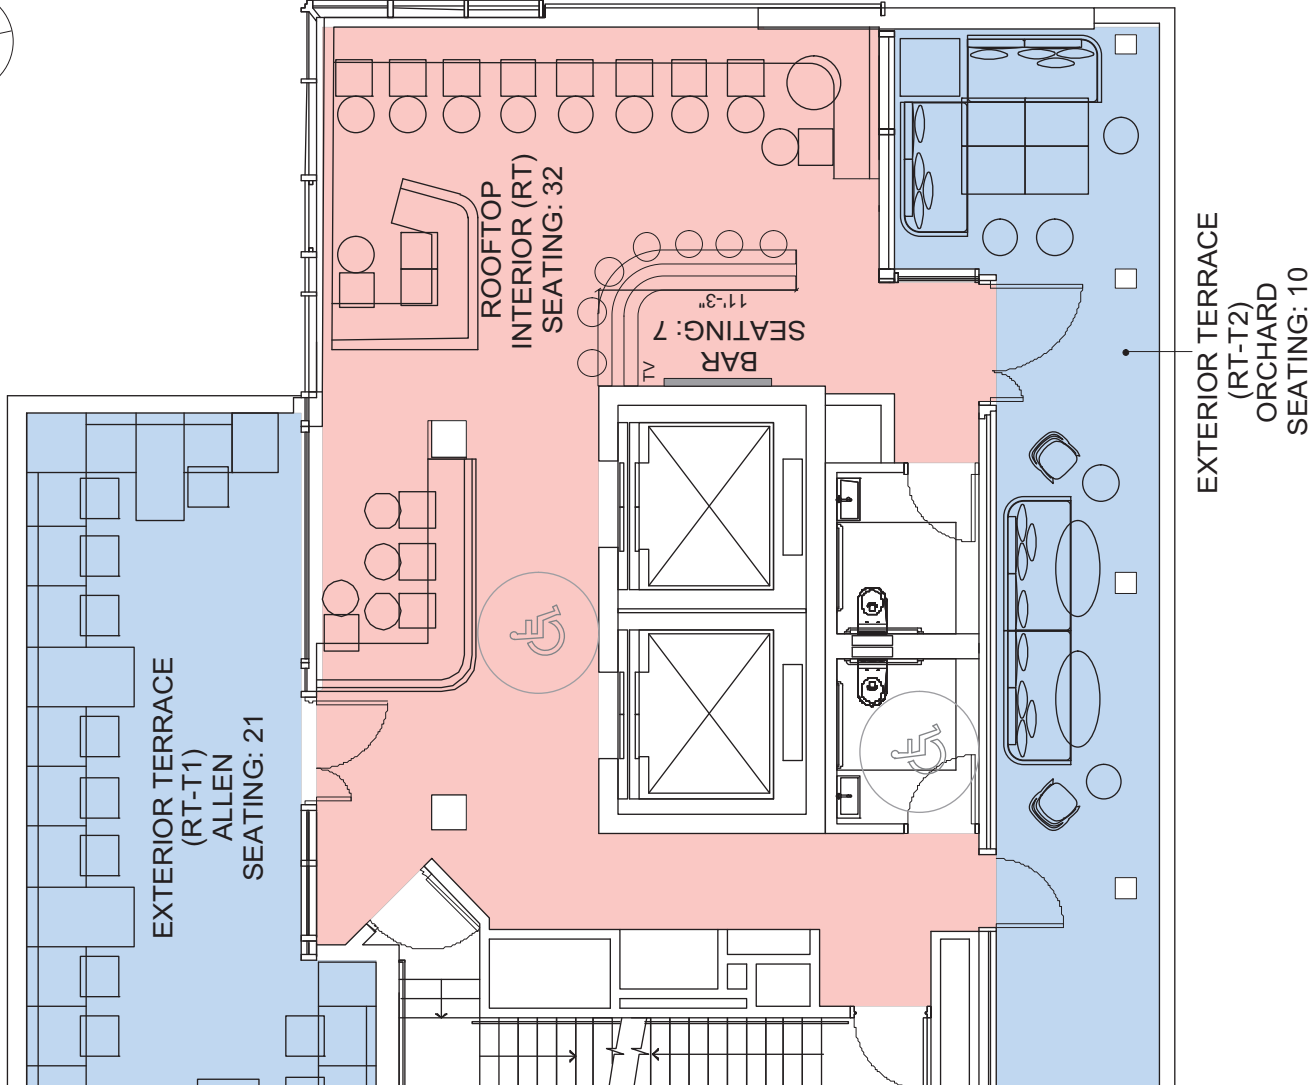 ROOFTOP
INTERIOR (RT)
SEATING: 32
11'-3"
SEATING: 7
BAR
TV
EXTERIOR TERRACE
(RT-T2)
ORCHARD
SEATING: 10
EXTERIOR TERRACE
(RT-T1)
ALLEN
SEATING: 21